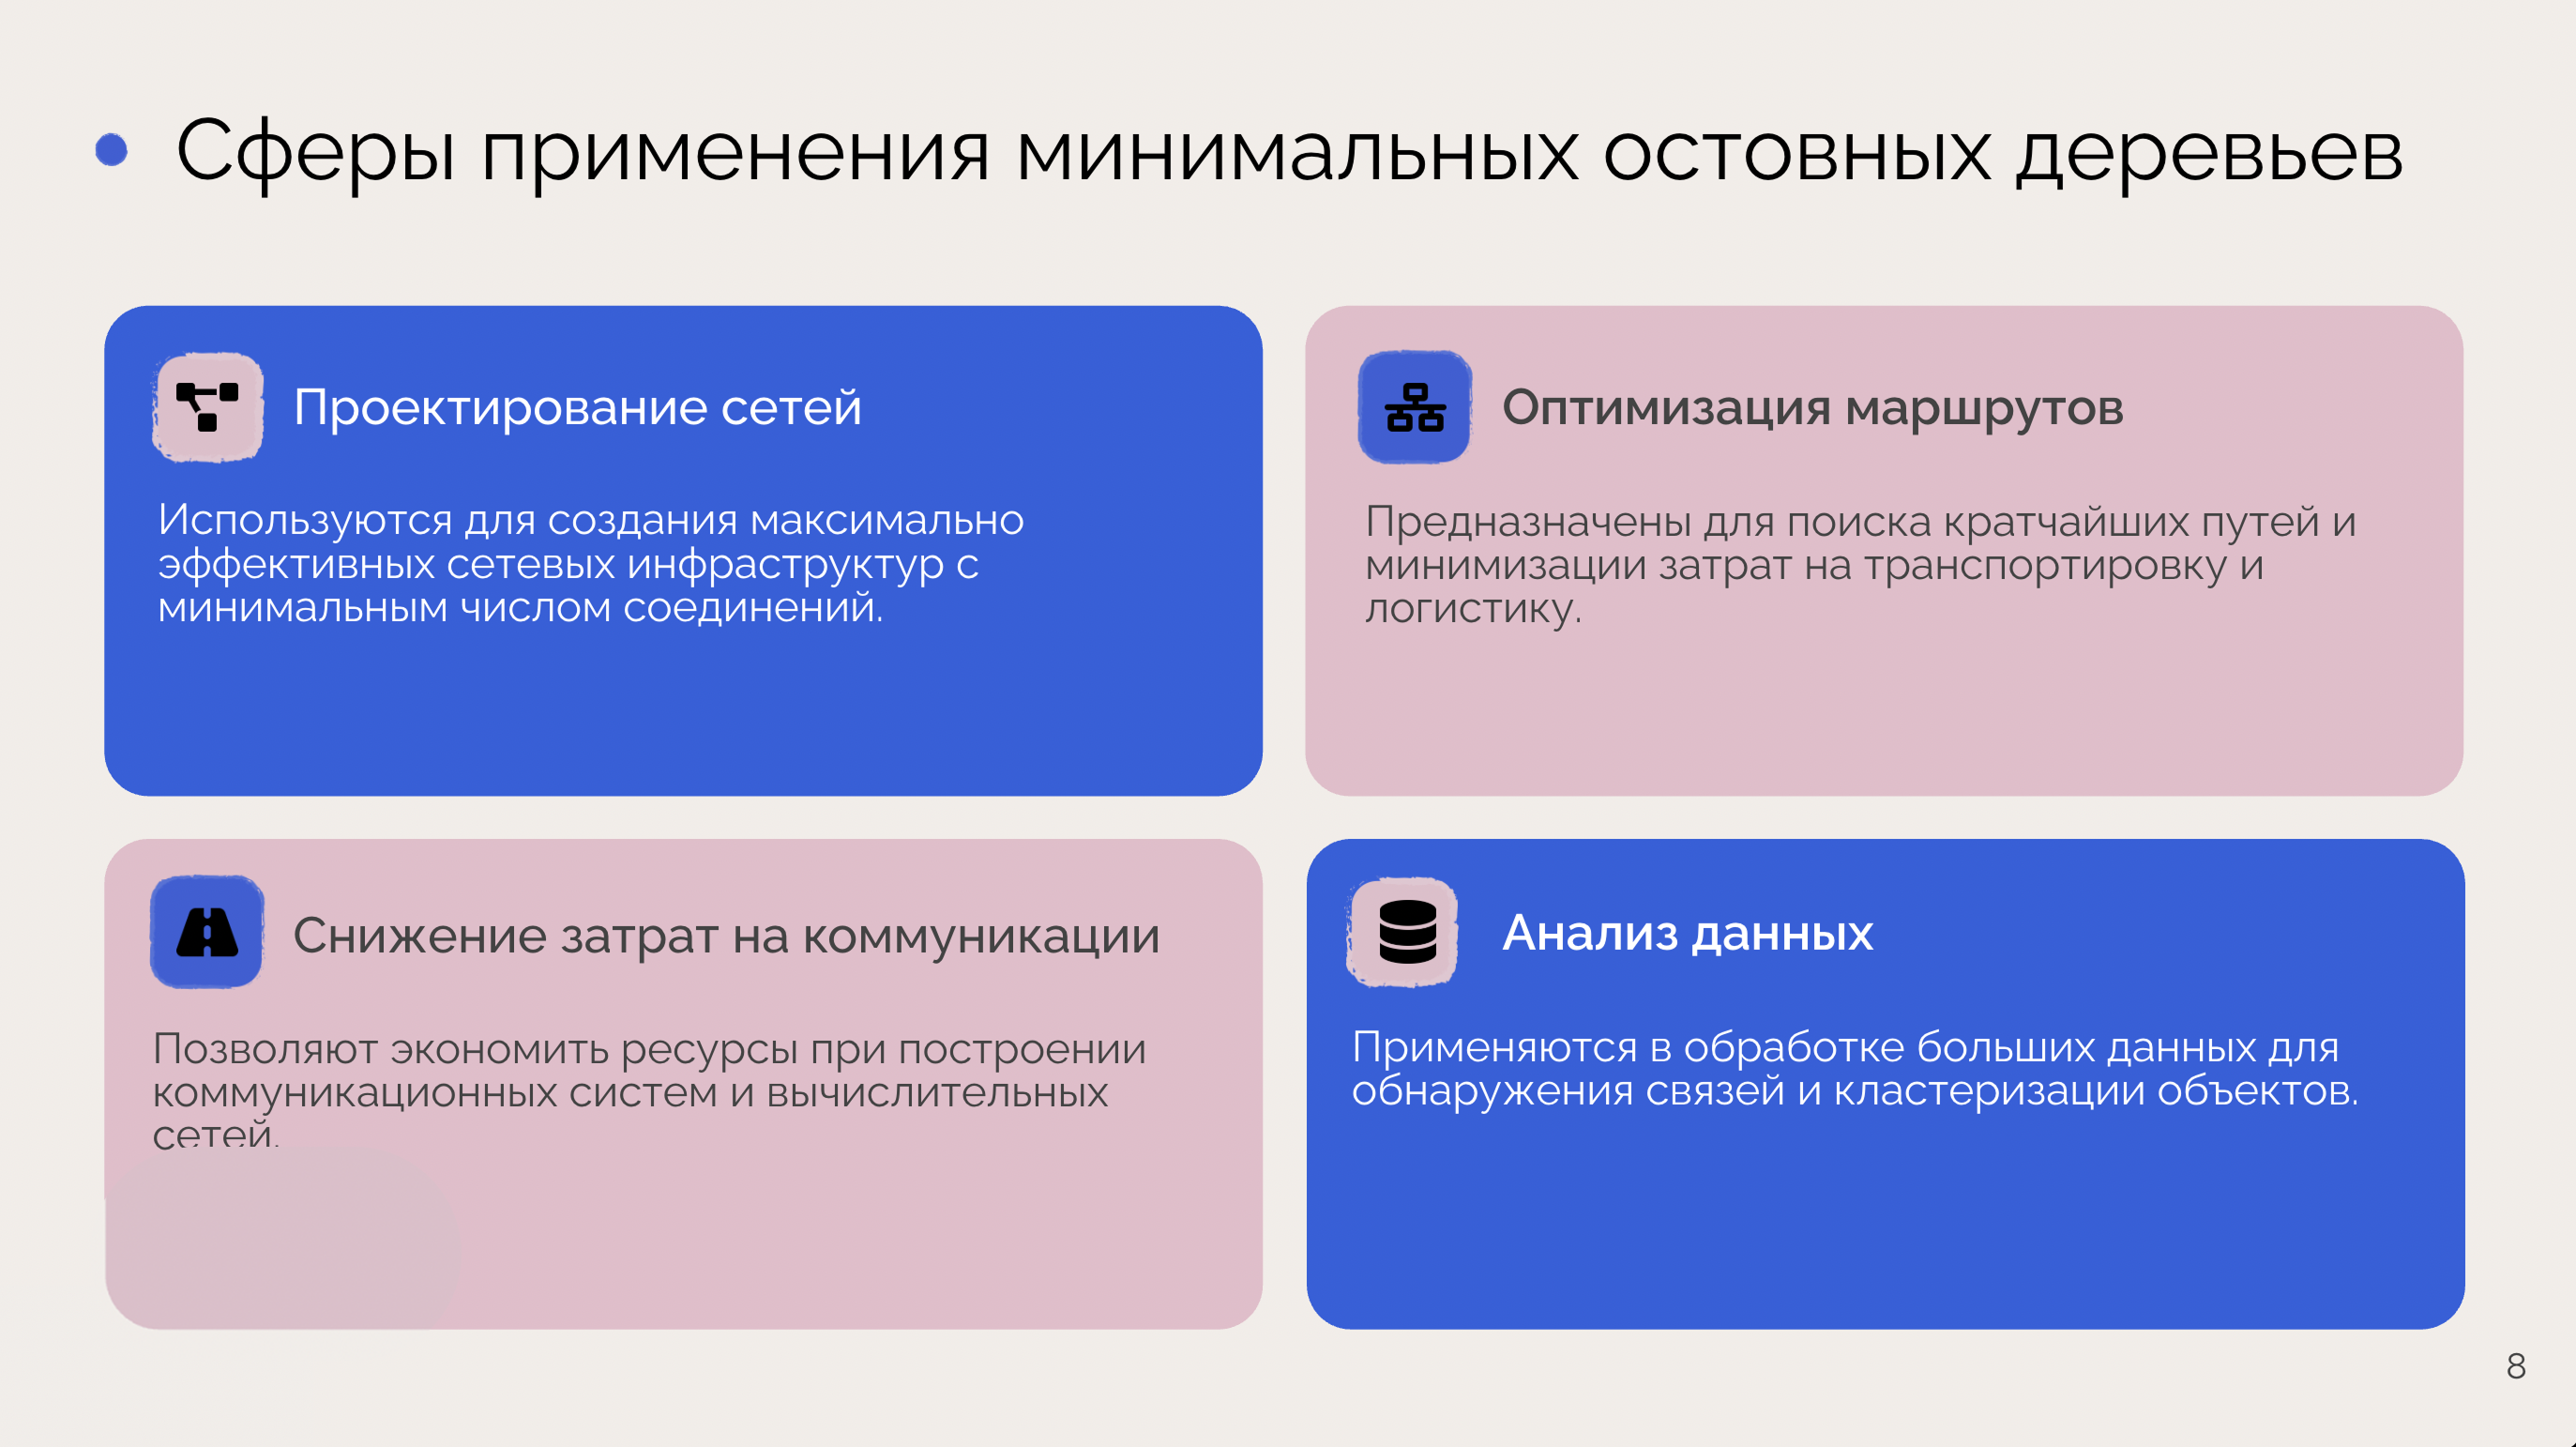 Сферы применения минимальных остовных деревьев
Проектирование сетей
Используются для создания максимально
эффективных сетевых инфраструктур с
минимальным числом соединений.
Оптимизация маршрутов
Предназначены для поиска кратчайших путей и
минимизации затрат на транспортировку и
логистику.
Снижение затрат на коммуникации
Позволяют экономить ресурсы при построении
коммуникационных систем и вычислительных
сетей.
Анализ данных
Применяются в обработке больших данных для
обнаружения связей и кластеризации объектов.
8